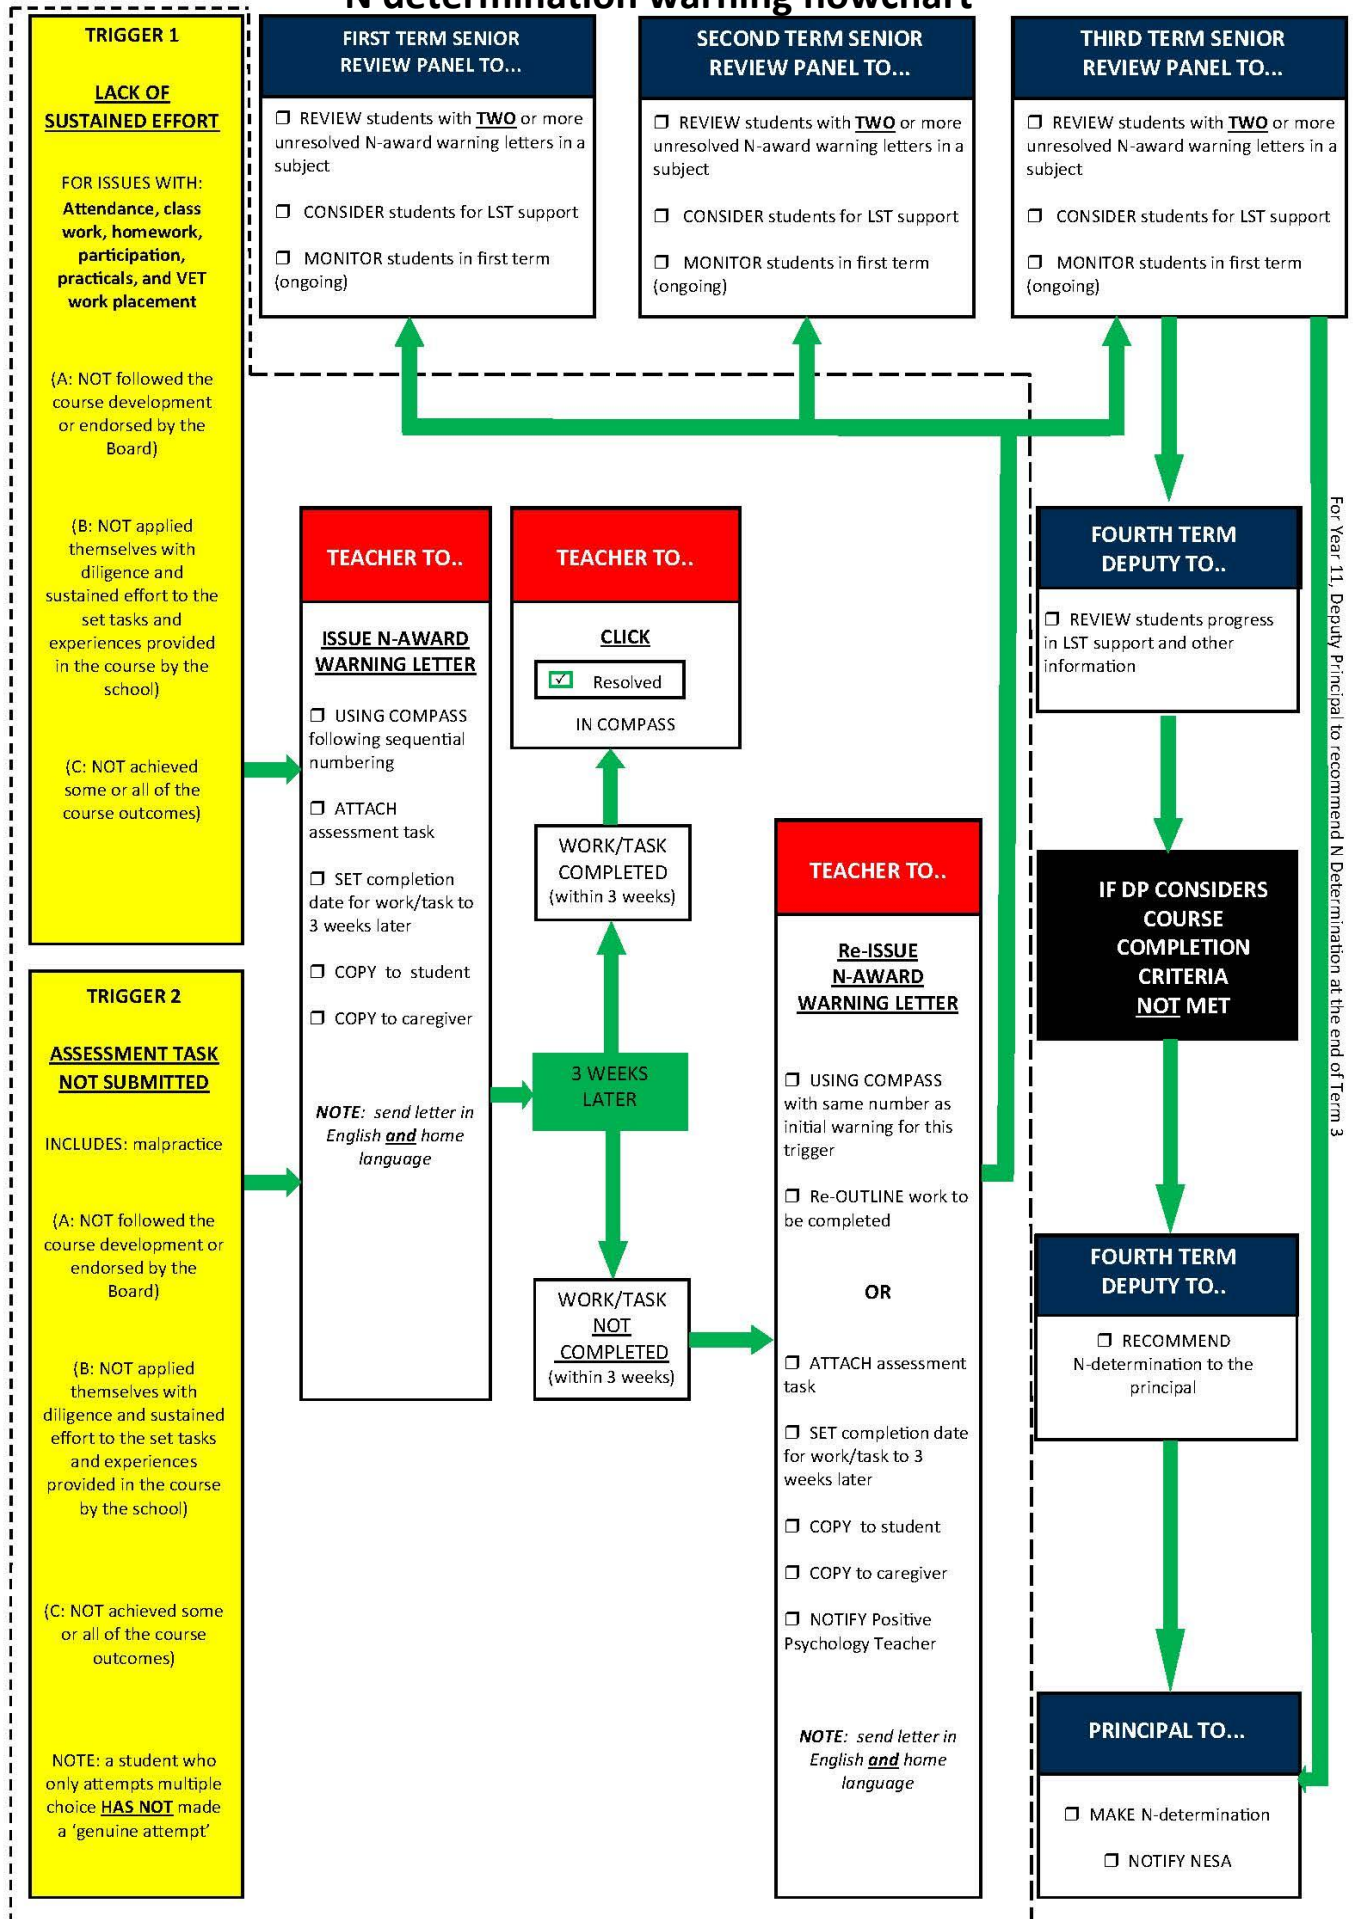 N determination warning flowchart
TRIGGER 1
LACK OF
SUSTAINED EFFORT
FOR ISSUES WITH:
Attendance, class
work, homework,
participation,
practicals, and VET
work placement
(A: NOT followed the
course development
or endorsed by the
Board)
(B: NOT applied
themselves with
diligence and
sustained effort to the
set tasks and
experiences provided
in the course by the
school)
(C: NOT achieved
some or all of the
course outcomes)
TRIGGER 2
ASSESSMENT TASK
NOT SUBMITTED
INCLUDES: malpractice
(A: NOT followed the
course development or
endorsed by the
Board)
(B: NOT applied
themselves with
diligence and sustained
effort to the set tasks
and experiences
provided in the course
by the school)
(C: NOT achieved some
or all of the course
outcomes)
NOTE: a student who
only attempts multiple
choice HAS NOT made
a ‘genuine attempt’
FIRST TERM SENIOR
REVIEW PANEL TO...
❒ REVIEW students with TWO or more
unresolved N-award warning letters in a
subject
❒ CONSIDER students for LST support
❒ MONITOR students in first term
(ongoing)
SECOND TERM SENIOR
REVIEW PANEL TO...
❒ REVIEW students with TWO or more
unresolved N-award warning letters in a
subject
❒ CONSIDER students for LST support
❒ MONITOR students in first term
(ongoing)
THIRD TERM SENIOR
REVIEW PANEL TO...
❒ REVIEW students with TWO or more
unresolved N-award warning letters in a
subject
❒ CONSIDER students for LST support
❒ MONITOR students in first term
(ongoing)
TEACHER TO..
ISSUE N-AWARD
WARNING LETTER
❒ USING COMPASS
following sequential
numbering
❒ ATTACH
assessment task
❒ SET completion
date for work/task to
3 weeks later
❒ COPY to student
❒ COPY to caregiver
NOTE: send letter in
English and home
language
TEACHER TO..
CLICK
☑ Resolved
IN COMPASS
WORK/TASK
COMPLETED
(within 3 weeks)
3 WEEKS
LATER
WORK/TASK
NOT
COMPLETED
(within 3 weeks)
TEACHER TO..
Re-ISSUE
N-AWARD
WARNING LETTER
❒ USING COMPASS
with same number as
initial warning for this
trigger
❒ Re-OUTLINE work to
be completed
OR
❒ ATTACH assessment
task
❒ SET completion date
for work/task to 3
weeks later
❒ COPY to student
❒ COPY to caregiver
❒ NOTIFY Positive
Psychology Teacher
NOTE: send letter in
English and home
language
FOURTH TERM
DEPUTY TO..
❒ REVIEW students progress
in LST support and other
information
IF DP CONSIDERS
COURSE
COMPLETION
CRITERIA
NOT MET
FOURTH TERM
DEPUTY TO..
❒ RECOMMEND
N-determination to the
principal
PRINCIPAL TO...
❒ MAKE N-determination
❒ NOTIFY NESA
For Year 11, Deputy Principal to recommend N Determination at the end of Term 3